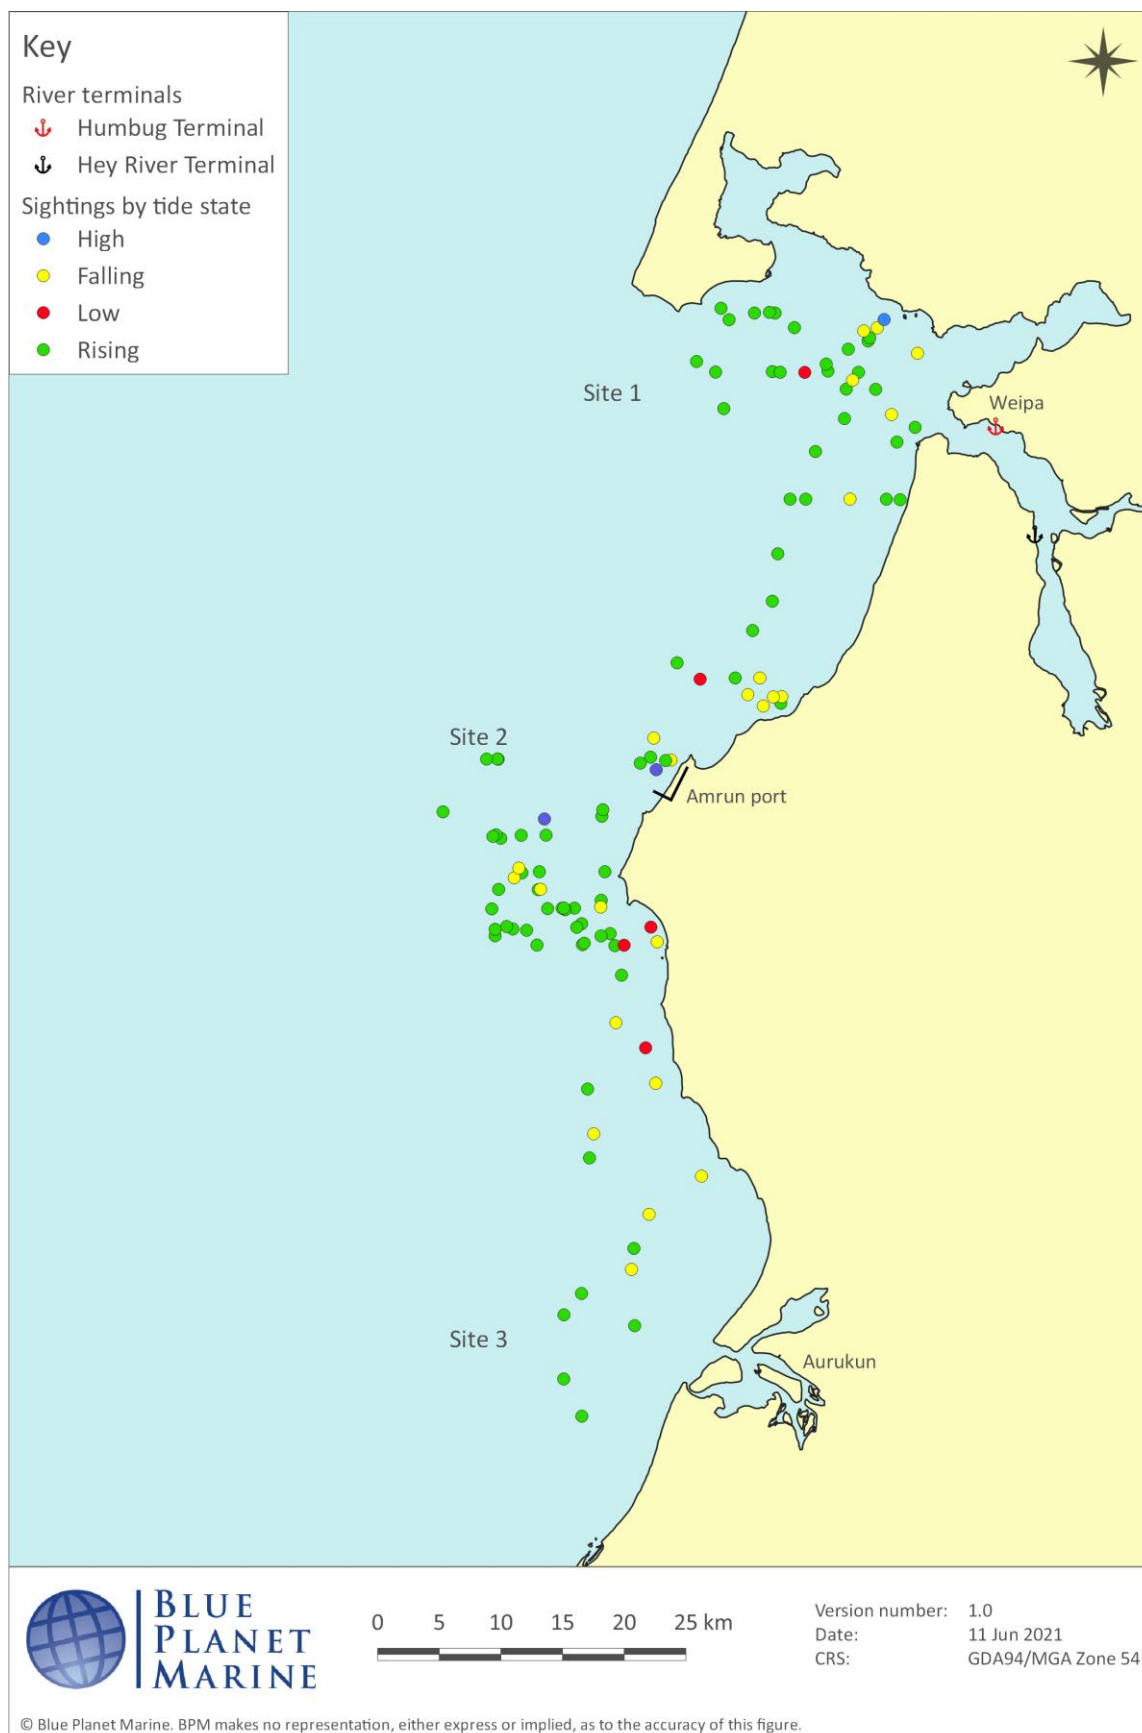 Key
River terminals
Humbug Terminal
Hey River Terminal
Sightings by tide state
High
Falling
Low
Rising
Site 1
Weipa
Site 2
Amrun port
Site 3
Aurukun
BLUE
PLANET
MARINE
0 5 10 15 20 25 km
Version number: 1.0
Date: 11 Jun 2021
CRS: GDA94/MGA Zone 54
© Blue Planet Marine. BPM makes no representation, either express or implied, as to the accuracy of this figure.